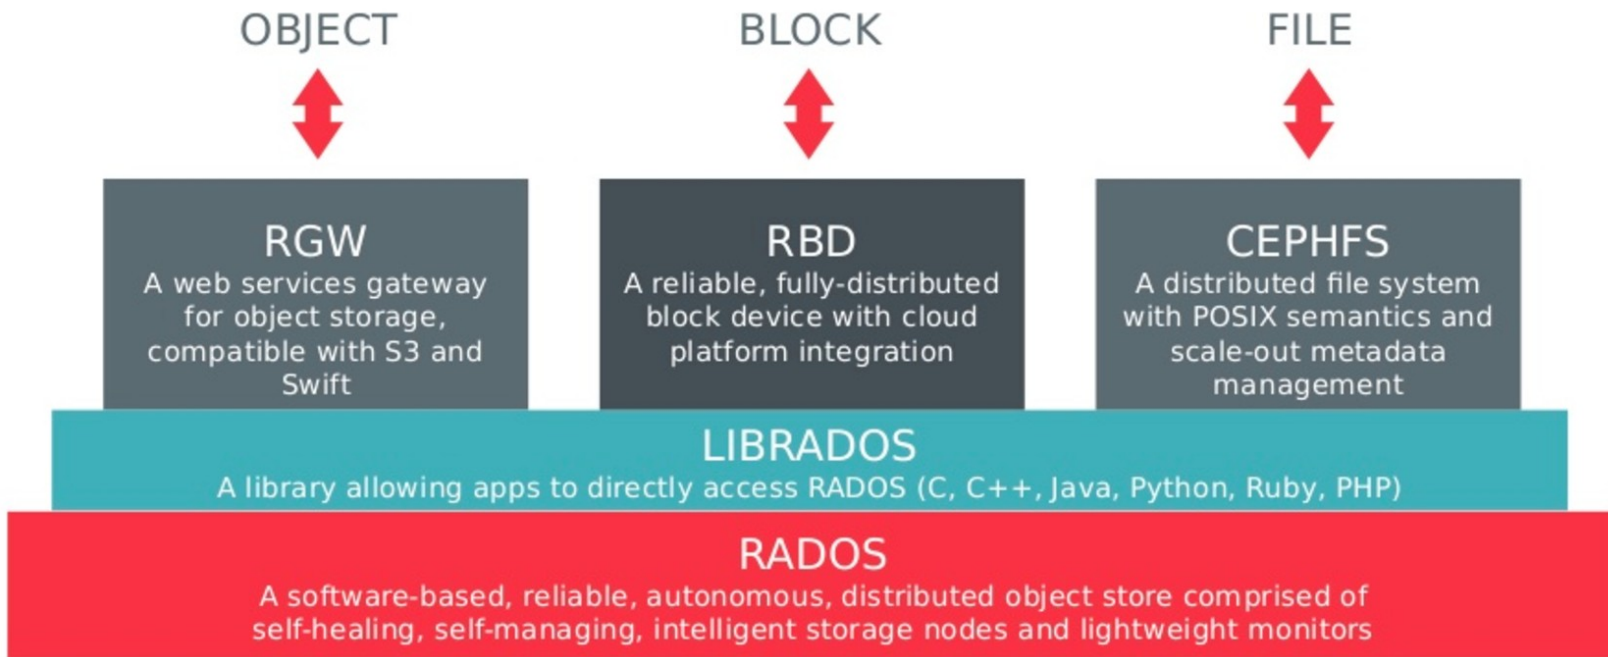 OBJECT
BLOCK
FILE
RGW
A web services gateway
for object storage,
compatible with S3 and
Swift
RBD
A reliable, fully-distributed
block device with cloud
platform integration
CEPHFS
A distributed file system
with POSIX semantics and
scale-out metadata
management
LIBRADOS
A library allowing apps to directly access RADOS (C, C++, Java, Python, Ruby, PHP)
RADOS
A software-based, reliable, autonomous, distributed object store comprised of
self-healing, self-managing, intelligent storage nodes and lightweight monitors